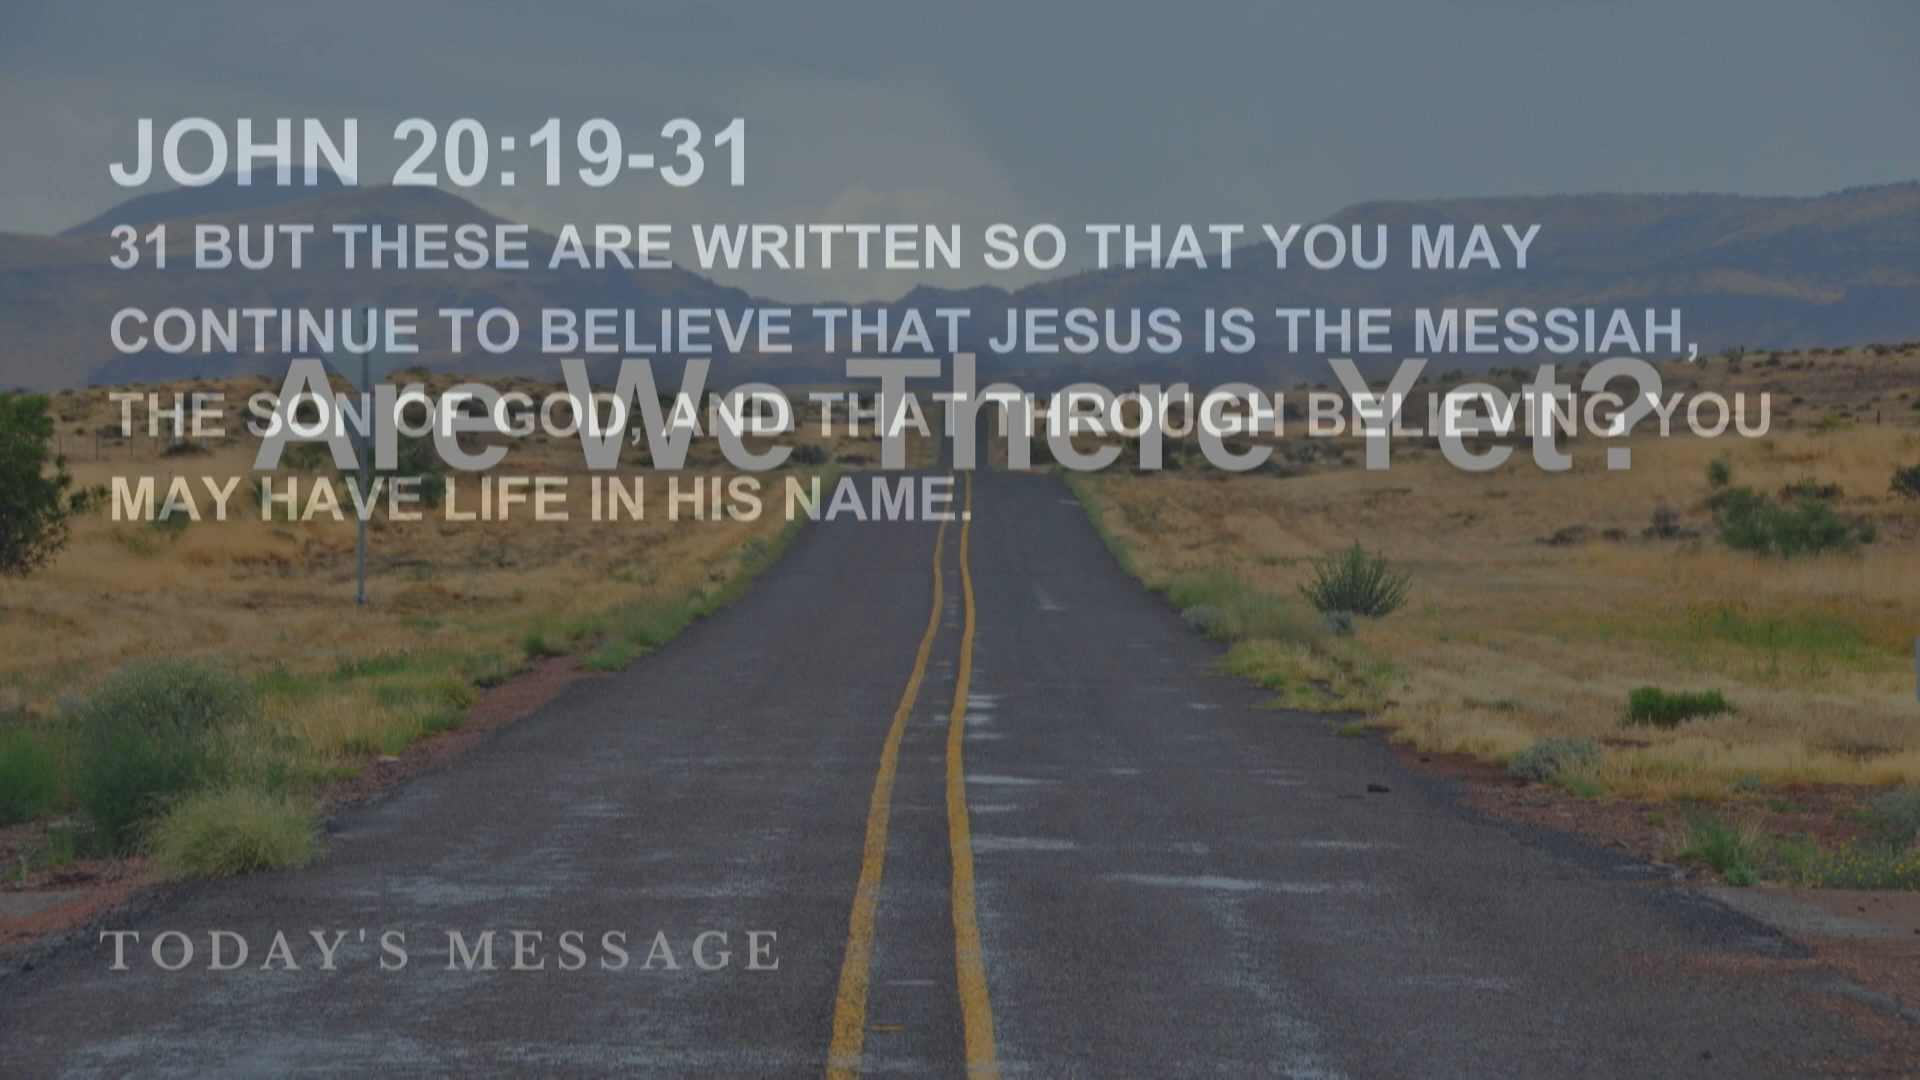 JOHN 20:19-31
31 BUT THESE ARE WRITTEN SO THAT YOU MAY
CONTINUE TO BELIEVE THAT JESUS IS THE MESSIAH,
THE SON OF GOD, AND THAT THROUGH BELIEVING YOU
MAY HAVE LIFE IN HIS NAME.
Are We There Yet?
TODAY'S MESSAGE